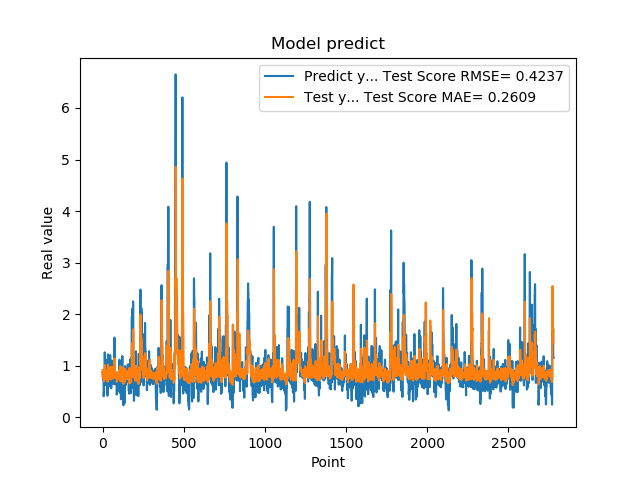 Model predict
Predict y... Test Score RMSE= 0.4237
Test y... Test Score MAE= 0.2609
Real value
6
5
4
3
2
1
0
0 500 1000 1500 2000 2500
Point